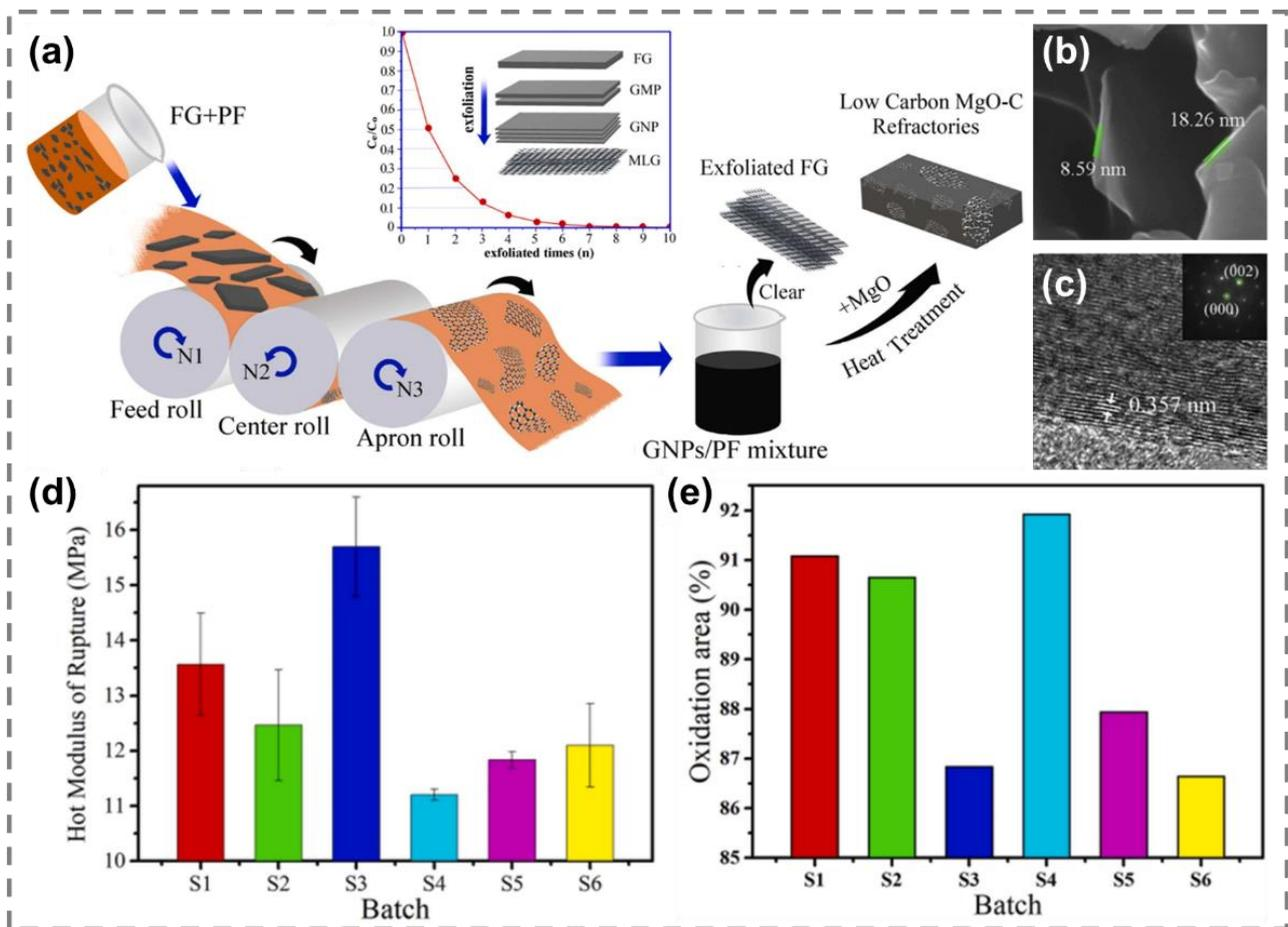 (a)
FG+PF
N1
N2
N3
Feed roll
Center roll
Apron roll
1.0
0.9
0.8
0.7
0.6
0.5
0.4
0.3
0.2
0.1
0
Ce/Co
0 1 2 3 4 5 6 7 8 9 10
exfoliated times (n)
exfoliation
FG
GMP
GNP
MLG
Exfoliated FG
Clear
GNPs/PF mixture
+MgO
Heat Treatment
Low Carbon MgO-C
Refractories
(b)
8.59 nm
18.26 nm
(c)
(002)
(000)
0.357 nm
(d)
Hot Modulus of Rupture (MPa)
16
15
14
13
12
11
10
S1 S2 S3 S4 S5 S6
Batch
(e)
Oxidation area (%)
92
91
90
89
88
87
86
85
S1 S2 S3 S4 S5 S6
Batch